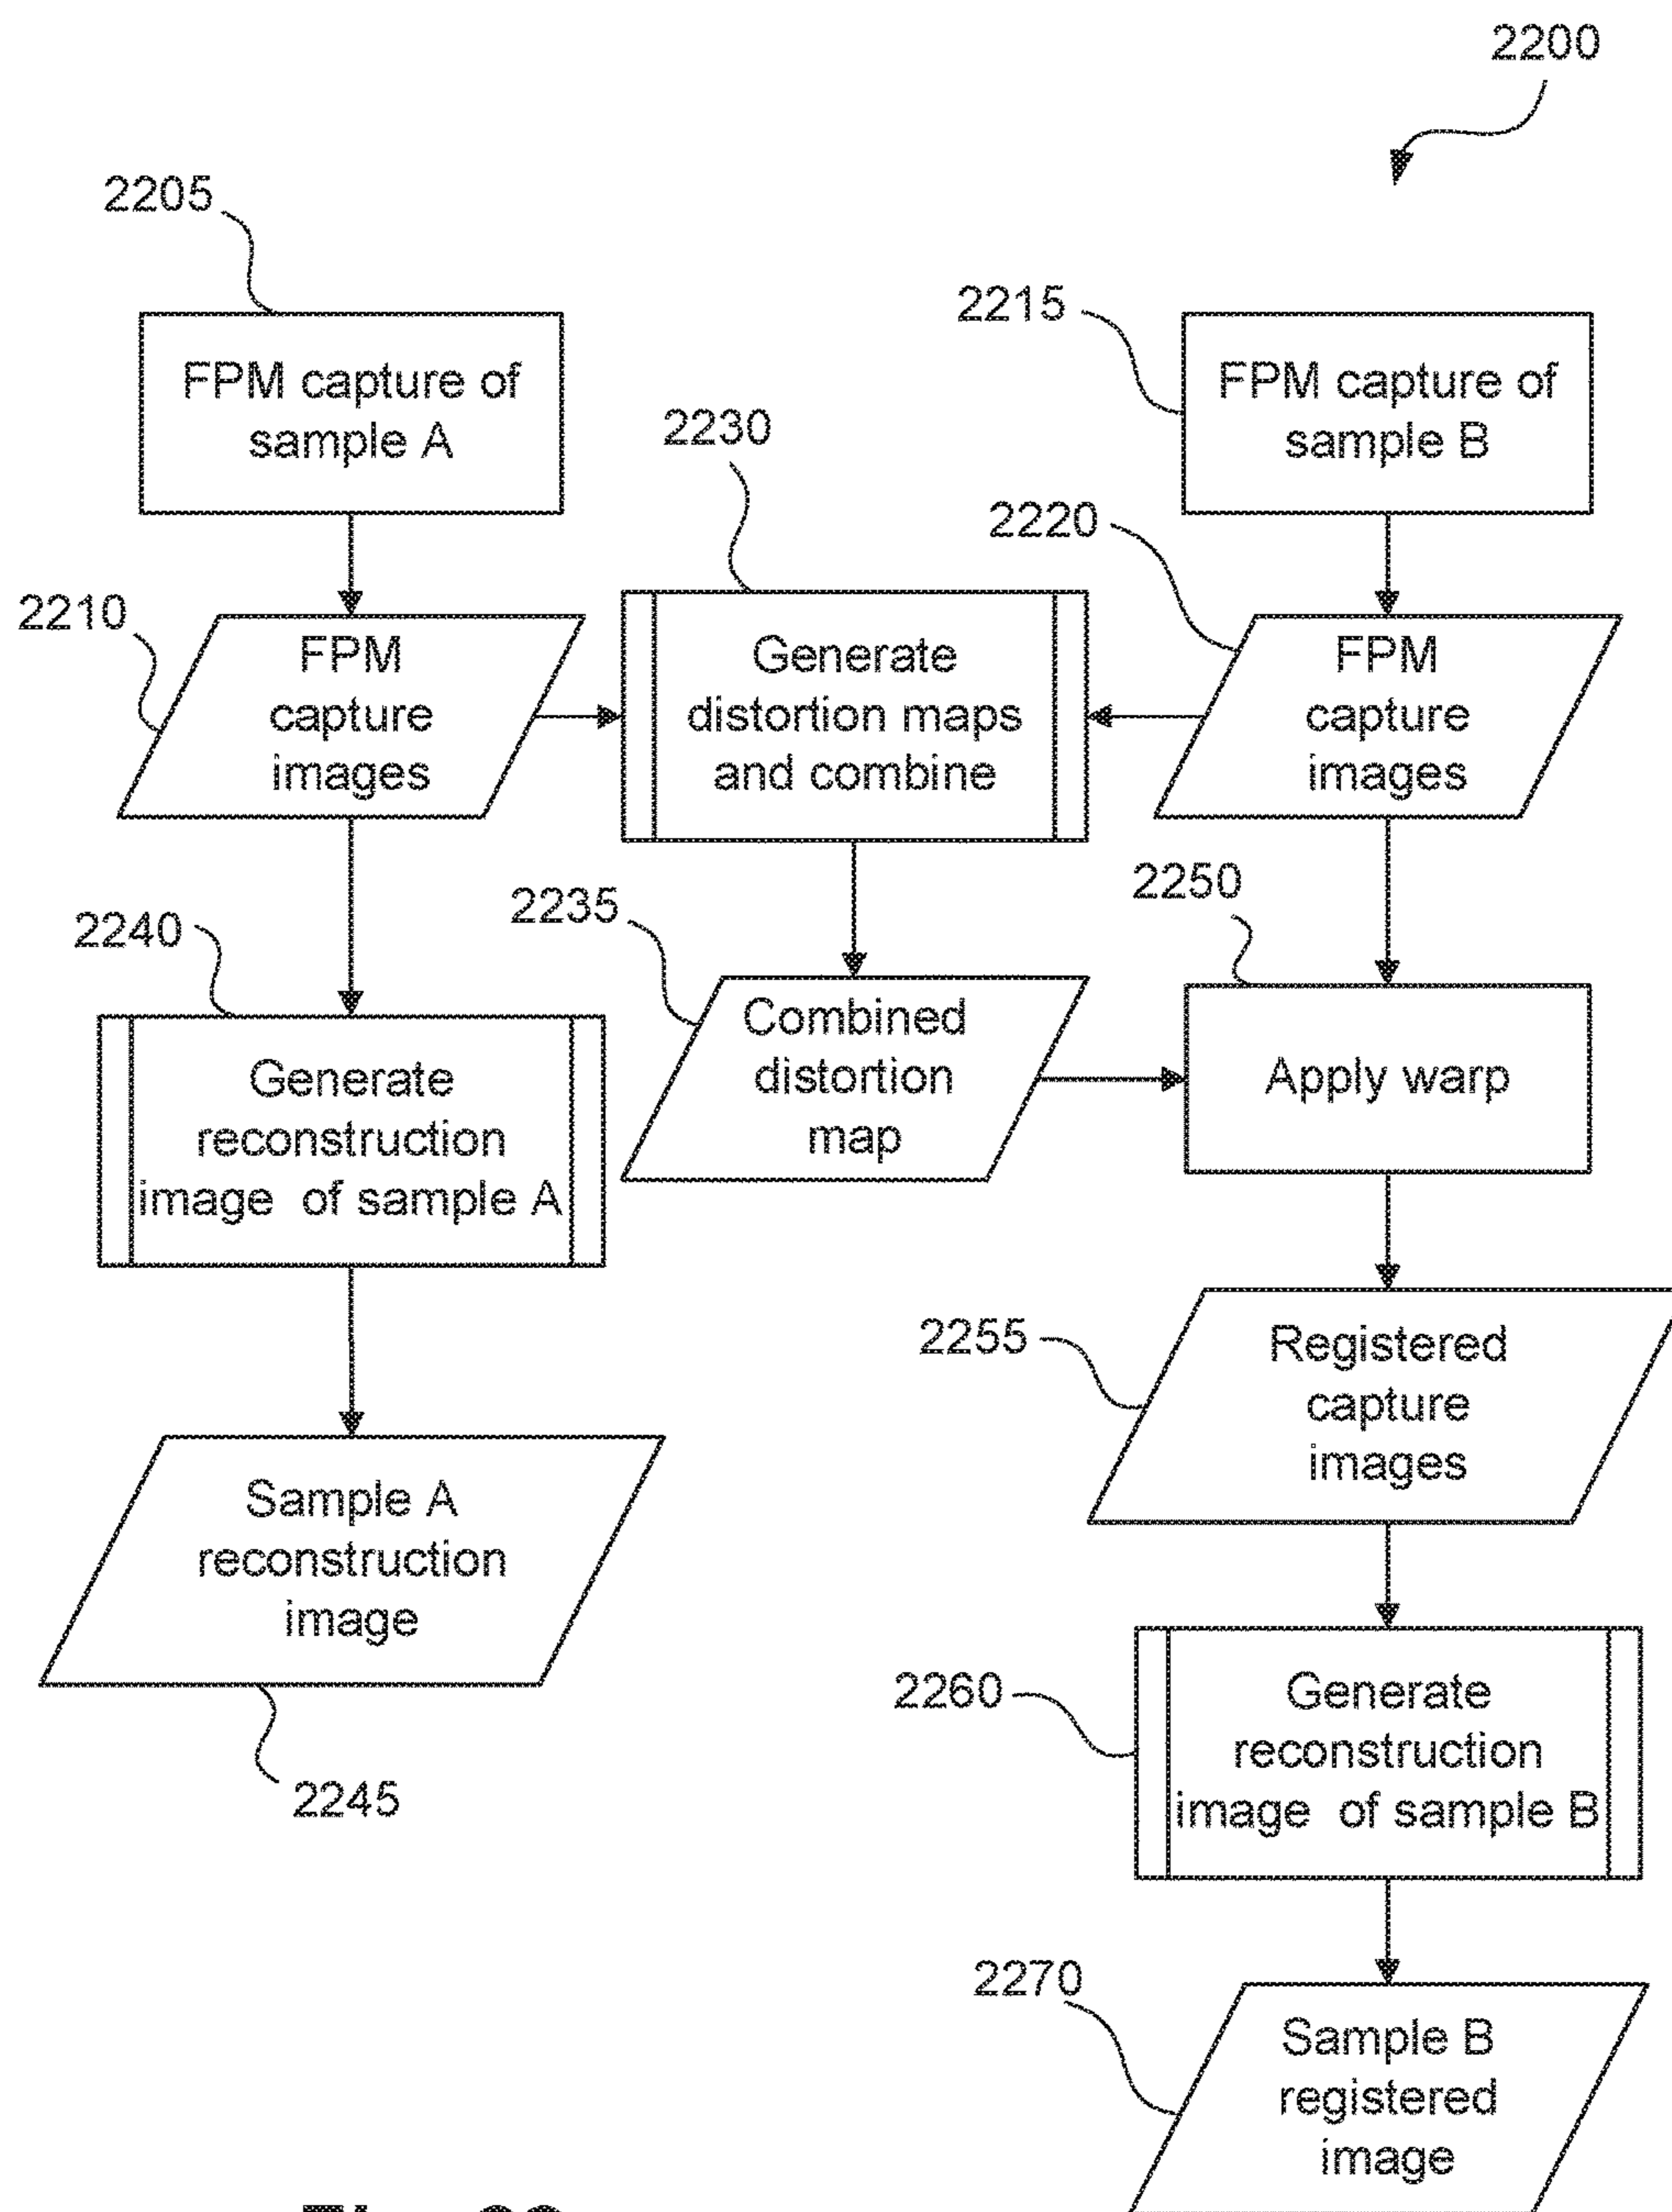 2200
2205
FPM capture of
sample A
2215
FPM capture of
sample B
2230
2220
2210
FPM
capture
images
Generate
distortion maps
and combine
FPM
capture
images
2235
2250
2240
Generate
reconstruction
image of sample A
Combined
distortion
map
Apply warp
2255
Registered
capture
images
Sample A
reconstruction
image
2245
2260
Generate
reconstruction
image of sample B
2270
Sample B
registered
image